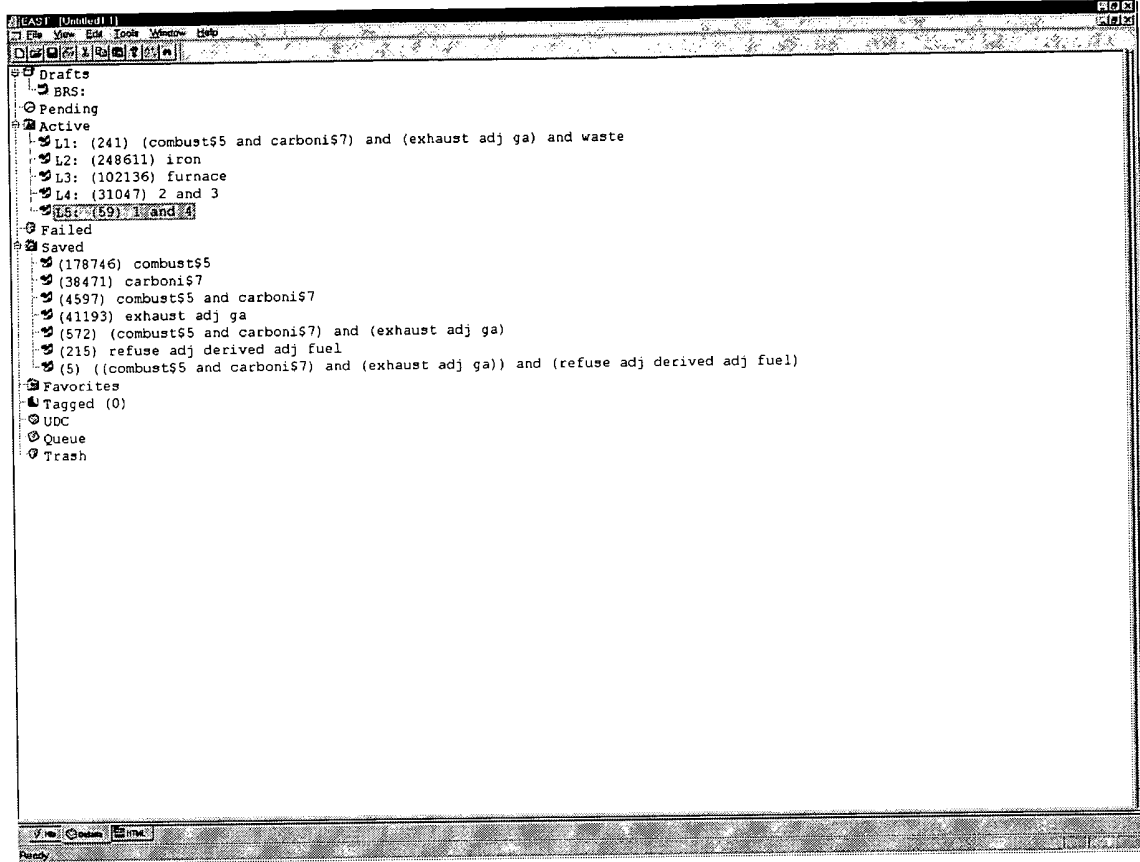 EAST [Untitled1:1]
File View Edit Tools Window Help
Drafts
BRS:
Pending
Active
L1: (241) (combust$5 and carboni$7) and (exhaust adj ga) and waste
L2: (248611) iron
L3: (102136) furnace
L4: (31047) 2 and 3
L5: (59) 1 and 4
Failed
Saved
(178746) combust$5
(38471) carboni$7
(4597) combust$5 and carboni$7
(41193) exhaust adj ga
(572) (combust$5 and carboni$7) and (exhaust adj ga)
(215) refuse adj derived adj fuel
(5) ((combust$5 and carboni$7) and (exhaust adj ga)) and (refuse adj derived adj fuel)
Favorites
Tagged (0)
UDC
Queue
Trash
Details HTML
Ready